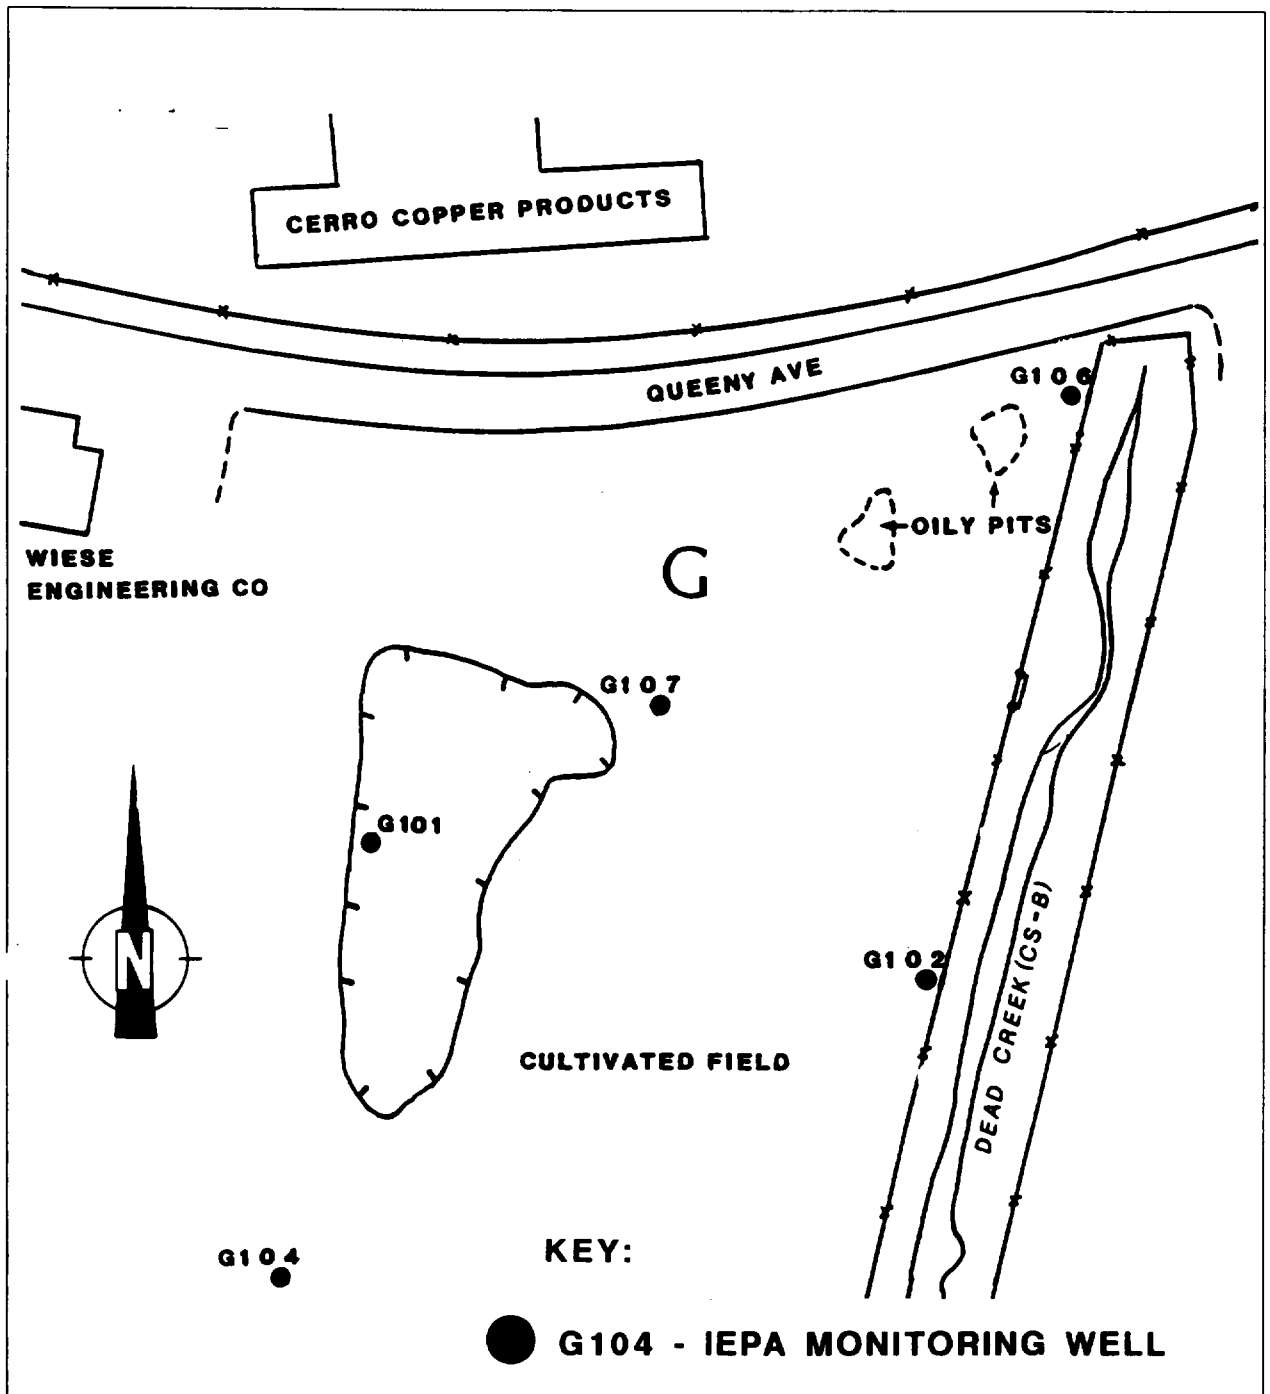 CERRO COPPER PRODUCTS
QUEENY AVE
G106
OILY PITS
WIESE
ENGINEERING CO
G
G107
G101
N
G102
DEAD CREEK (CS-B)
CULTIVATED FIELD
G104
KEY:
G104 - IEPA MONITORING WELL